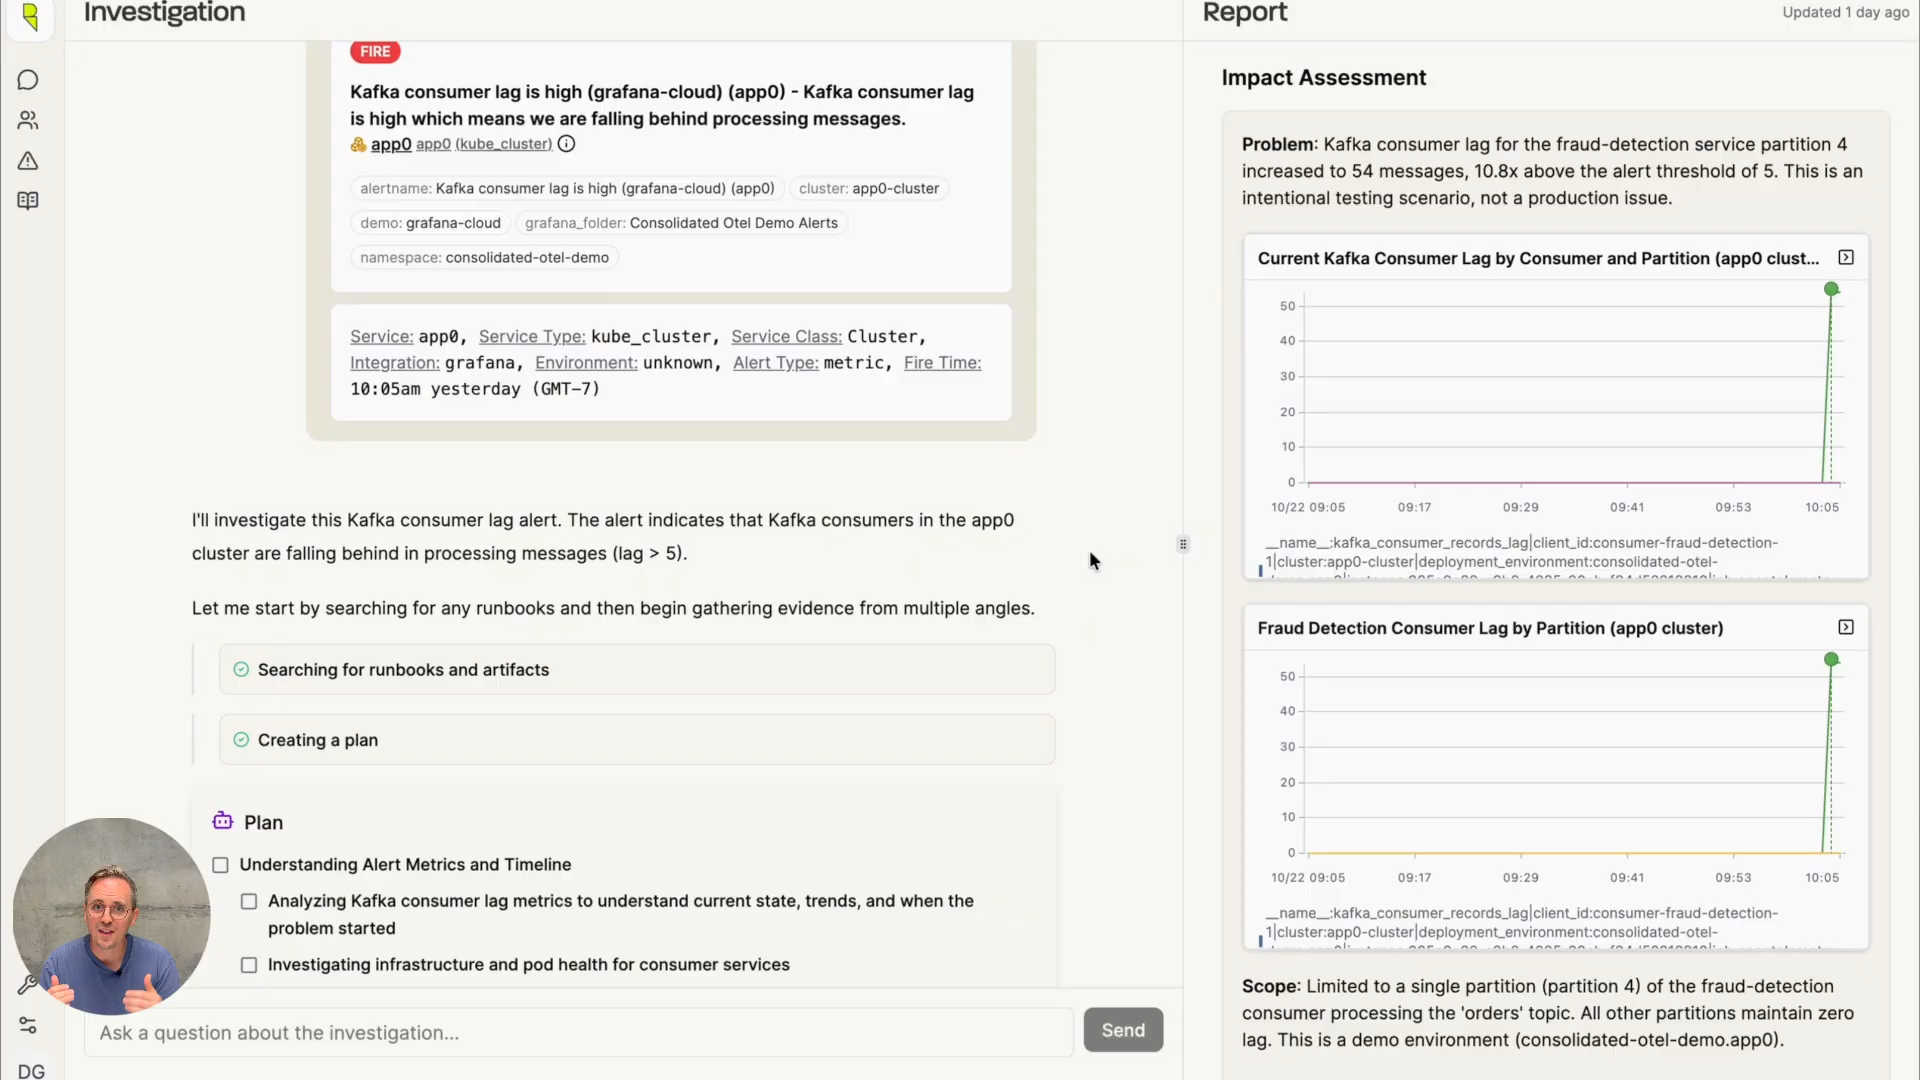 Investigation
FIRE
Kafka consumer lag is high (grafana-cloud) (app0) - Kafka consumer lag
is high which means we are falling behind processing messages.
app0 app0 (kube_cluster)
alertname: Kafka consumer lag is high (grafana-cloud) (app0)
cluster: app0-cluster
demo: grafana-cloud
grafana_folder: Consolidated Otel Demo Alerts
namespace: consolidated-otel-demo
Service: app0, Service Type: kube_cluster, Service Class: Cluster,
Integration: grafana, Environment: unknown, Alert Type: metric, Fire Time:
10:05am yesterday (GMT-7)
I'll investigate this Kafka consumer lag alert. The alert indicates that Kafka consumers in the app0
cluster are falling behind in processing messages (lag > 5).
Let me start by searching for any runbooks and then begin gathering evidence from multiple angles.
Searching for runbooks and artifacts
Creating a plan
Plan
Understanding Alert Metrics and Timeline
Analyzing Kafka consumer lag metrics to understand current state, trends, and when the
problem started
Investigating infrastructure and pod health for consumer services
Ask a question about the investigation...
Send
DG
Report
Updated 1 day ago
Impact Assessment
Problem: Kafka consumer lag for the fraud-detection service partition 4
increased to 54 messages, 10.8x above the alert threshold of 5. This is an
intentional testing scenario, not a production issue.
Current Kafka Consumer Lag by Consumer and Partition (app0 clust...
50
40
30
20
10
0
10/22 09:05 09:17 09:29 09:41 09:53 10:05
__name__:kafka_consumer_records_lag|client_id:consumer-fraud-detection-
1|cluster:app0-cluster|deployment_environment:consolidated-otel-
Fraud Detection Consumer Lag by Partition (app0 cluster)
50
40
30
20
10
0
10/22 09:05 09:17 09:29 09:41 09:53 10:05
__name__:kafka_consumer_records_lag|client_id:consumer-fraud-detection-
1|cluster:app0-cluster|deployment_environment:consolidated-otel-
Scope: Limited to a single partition (partition 4) of the fraud-detection
consumer processing the 'orders' topic. All other partitions maintain zero
lag. This is a demo environment (consolidated-otel-demo.app0).